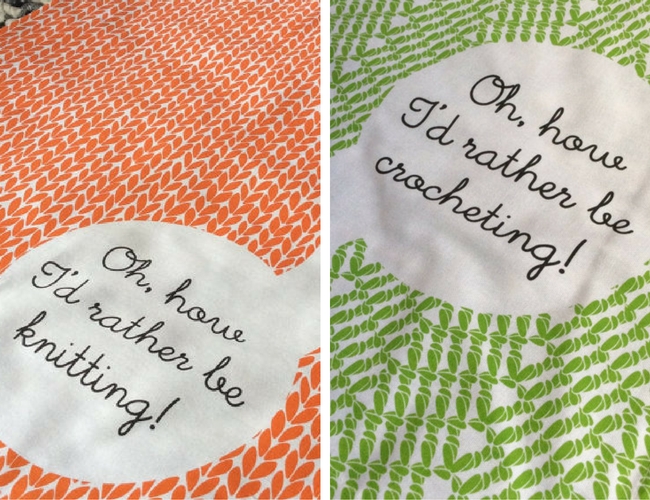 Oh, how
I'd rather be
knitting!
Oh, how
I'd rather be
crocheting!